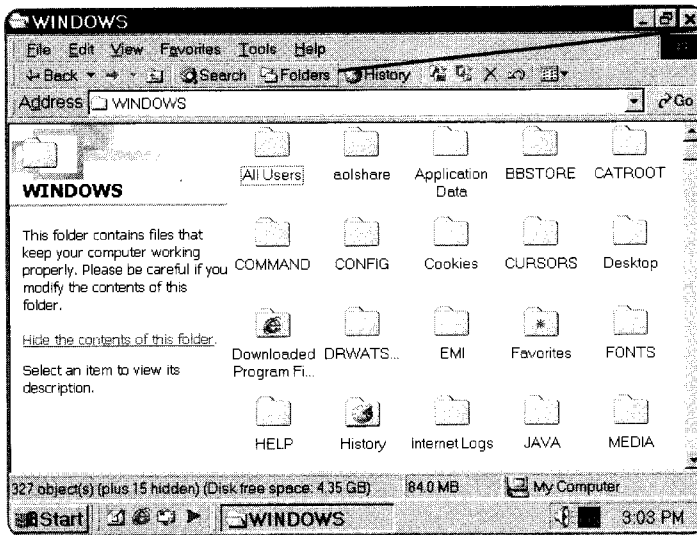 WINDOWS
File Edit View Favorites Tools Help
Back Search Folders History
Address WINDOWS Go
WINDOWS
This folder contains files that
keep your computer working
properly. Please be careful if you
modify the contents of this
folder.
Hide the contents of this folder.
Select an item to view its
description.
All Users aolshare Application Data BBSTORE CATROOT
COMMAND CONFIG Cookies CURSORS Desktop
Downloaded Program Fi... DRWATS... EMI Favorites FONTS
HELP History Internet Logs JAVA MEDIA
327 object(s) (plus 15 hidden) (Disk free space: 4.35 GB) 84.0 MB My Computer
Start WINDOWS 3:03 PM